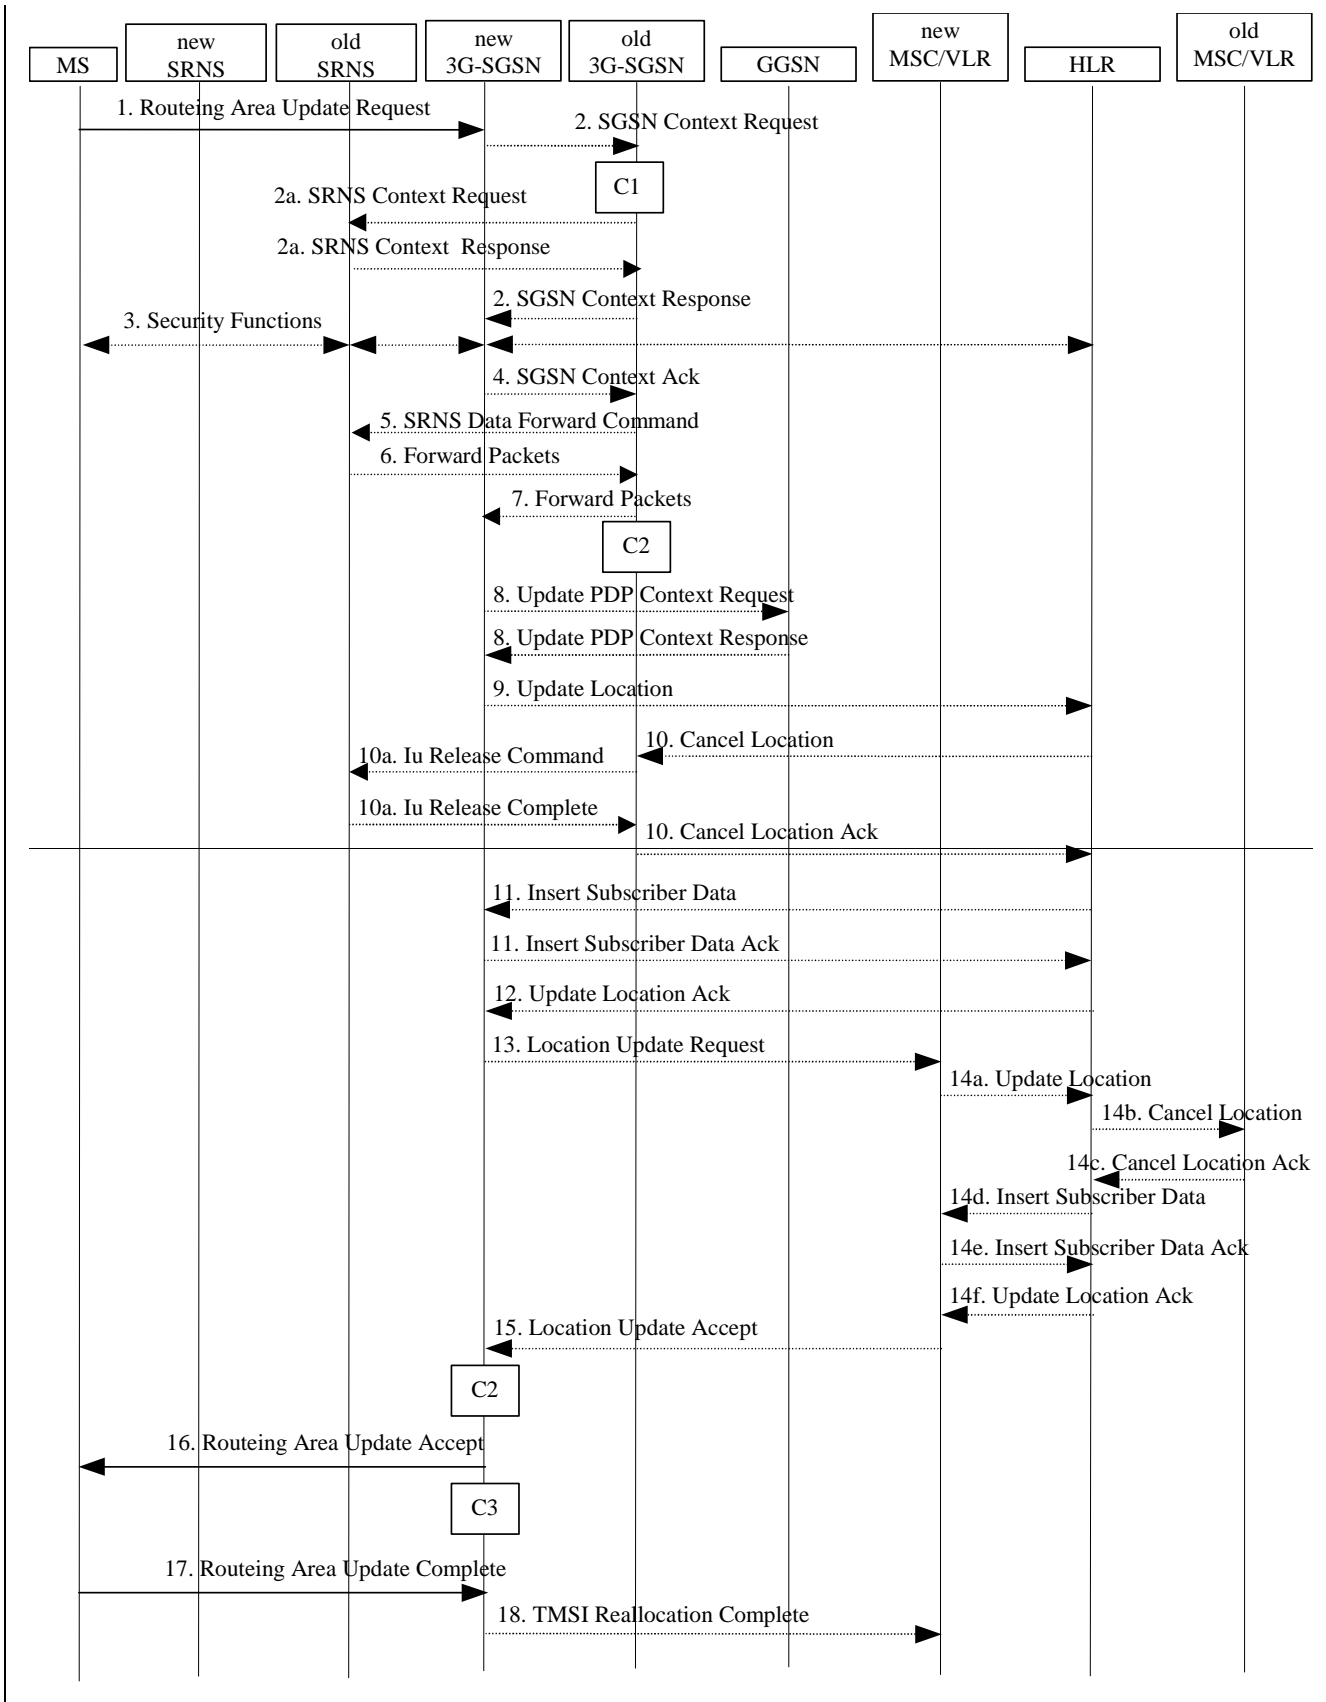 MS
new
SRNS
old
SRNS
new
3G-SGSN
old
3G-SGSN
GGSN
new
MSC/VLR
HLR
old
MSC/VLR
1. Routeing Area Update Request
2. SGSN Context Request
C1
2a. SRNS Context Request
2a. SRNS Context Response
2. SGSN Context Response
3. Security Functions
4. SGSN Context Ack
5. SRNS Data Forward Command
6. Forward Packets
7. Forward Packets
C2
8. Update PDP Context Request
8. Update PDP Context Response
9. Update Location
10. Cancel Location
10a. Iu Release Command
10a. Iu Release Complete
10. Cancel Location Ack
11. Insert Subscriber Data
11. Insert Subscriber Data Ack
12. Update Location Ack
13. Location Update Request
14a. Update Location
14b. Cancel Location
14c. Cancel Location Ack
14d. Insert Subscriber Data
14e. Insert Subscriber Data Ack
14f. Update Location Ack
15. Location Update Accept
C2
16. Routeing Area Update Accept
C3
17. Routeing Area Update Complete
18. TMSI Reallocation Complete